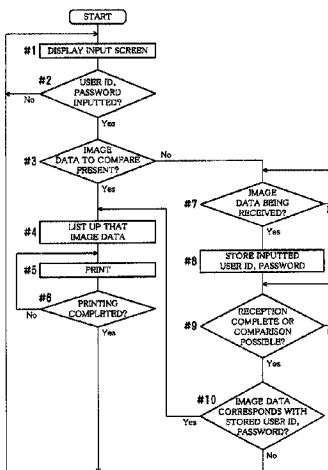 START
#1
DISPLAY INPUT SCREEN
#2
USER ID,
PASSWORD
INPUTTED?
No
Yes
#3
IMAGE
DATA TO COMPARE
PRESENT?
No
Yes
#4
LIST UP THAT
IMAGE DATA
#5
PRINT
#6
PRINTING
COMPLETED?
No
Yes
#7
IMAGE
DATA BEING
RECEIVED?
Yes
#8
STORE INPUTTED
USER ID, PASSWORD
#9
RECEPTION
COMPLETE OR
COMPARISON
POSSIBLE?
Yes
#10
IMAGE DATA
CORRESPONDS WITH
STORED USER ID,
PASSWORD?
Yes
No